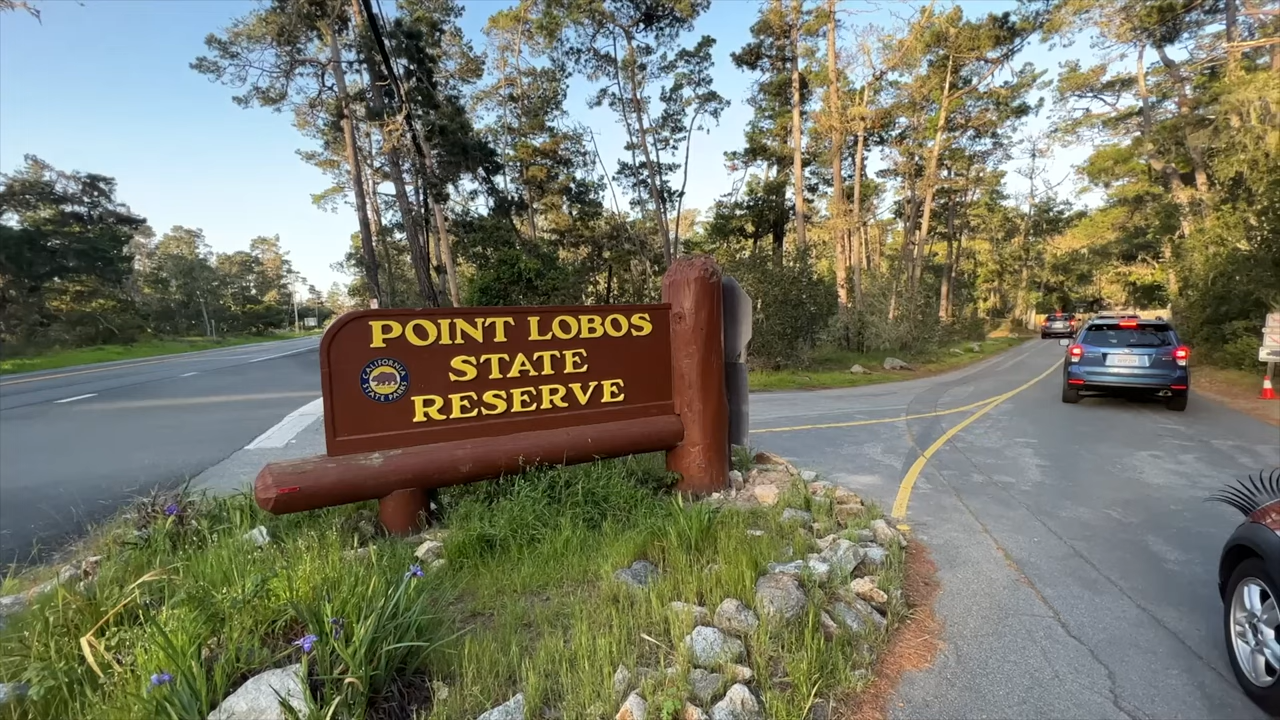 POINT LOBOS
STATE
RESERVE
CALIFORNIA
STATE PARKS